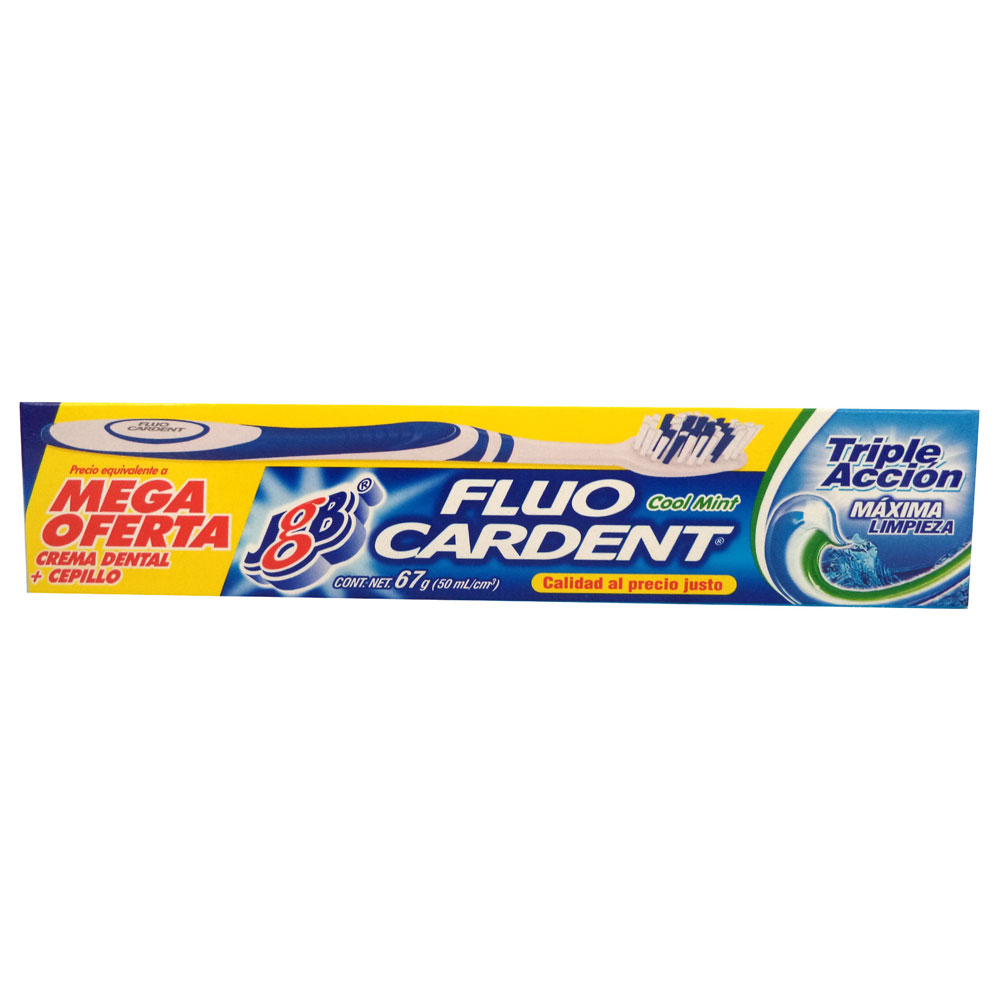 FLUO
CARDENT
Precio equivalente a
MEGA
OFERTA
CREMA DENTAL
+ CEPILLO
JGB®
FLUO
CARDENT®
Cool Mint
CONT. NET. 67g (50 mL/cm³)
Calidad al precio justo
Triple
Acción
MÁXIMA
LIMPIEZA